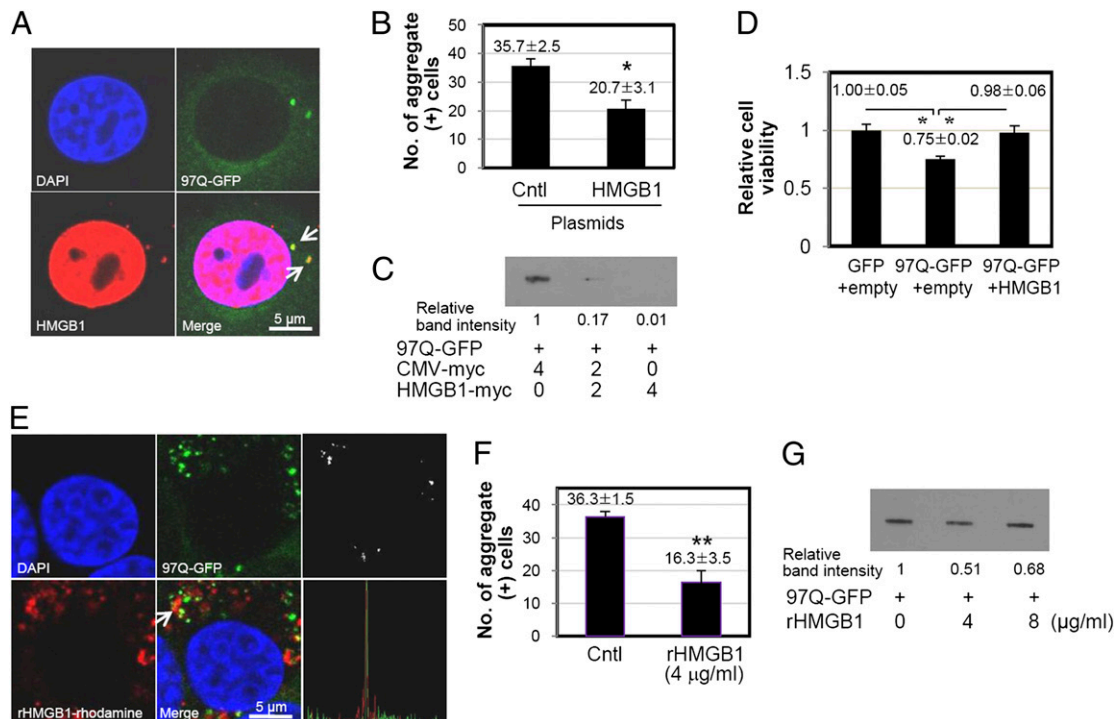 A
DAPI
97Q-GFP
HMGB1
Merge
5 µm
B
No. of aggregate
(+) cells
50
40
30
20
10
0
35.7±2.5
*
20.7±3.1
Cntl
HMGB1
Plasmids
C
Relative
band intensity
1
0.17
0.01
97Q-GFP
+
+
+
CMV-myc
4
2
0
HMGB1-myc
0
2
4
D
Relative cell
viability
1.5
1
0.5
0
1.00±0.05
0.98±0.06
* *
0.75±0.02
GFP
+empty
97Q-GFP
+empty
97Q-GFP
+HMGB1
E
DAPI
97Q-GFP
rHMGB1-rhodamine
Merge
5 µm
F
No. of aggregate
(+) cells
40
30
20
10
0
36.3±1.5
**
16.3±3.5
Cntl
rHMGB1
(4 µg/ml)
G
Relative
band intensity
1
0.51
0.68
97Q-GFP
+
+
+
rHMGB1
0
4
8
(µg/ml)